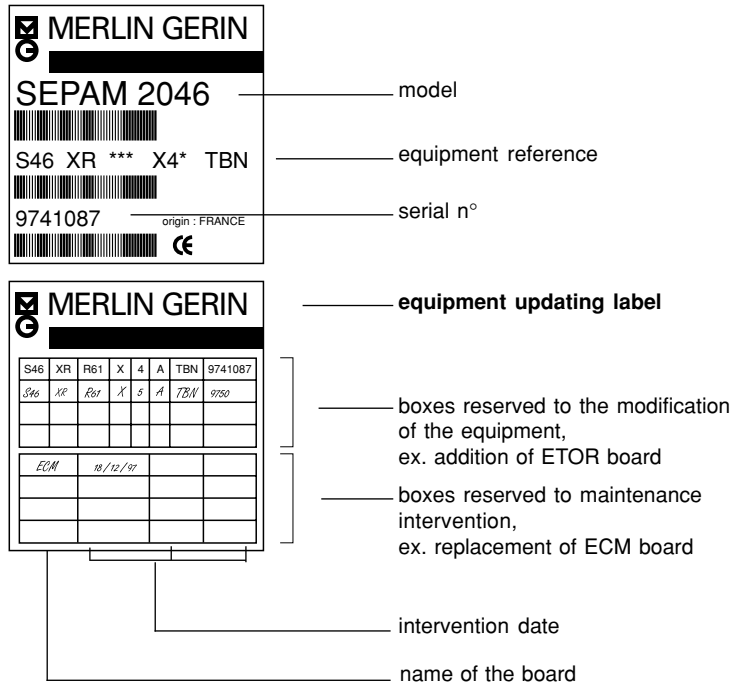 MERLIN GERIN
SEPAM 2046
model
S46 XR *** X4* TBN
equipment reference
9741087
origin : FRANCE
serial n°
CE
MERLIN GERIN
equipment updating label
S46 XR R61 X 4 A TBN 9741087
S46 XR R61 X 5 A TBN 9750
boxes reserved to the modification
of the equipment,
ex. addition of ETOR board
ECM 18/12/97
boxes reserved to maintenance
intervention,
ex. replacement of ECM board
intervention date
name of the board